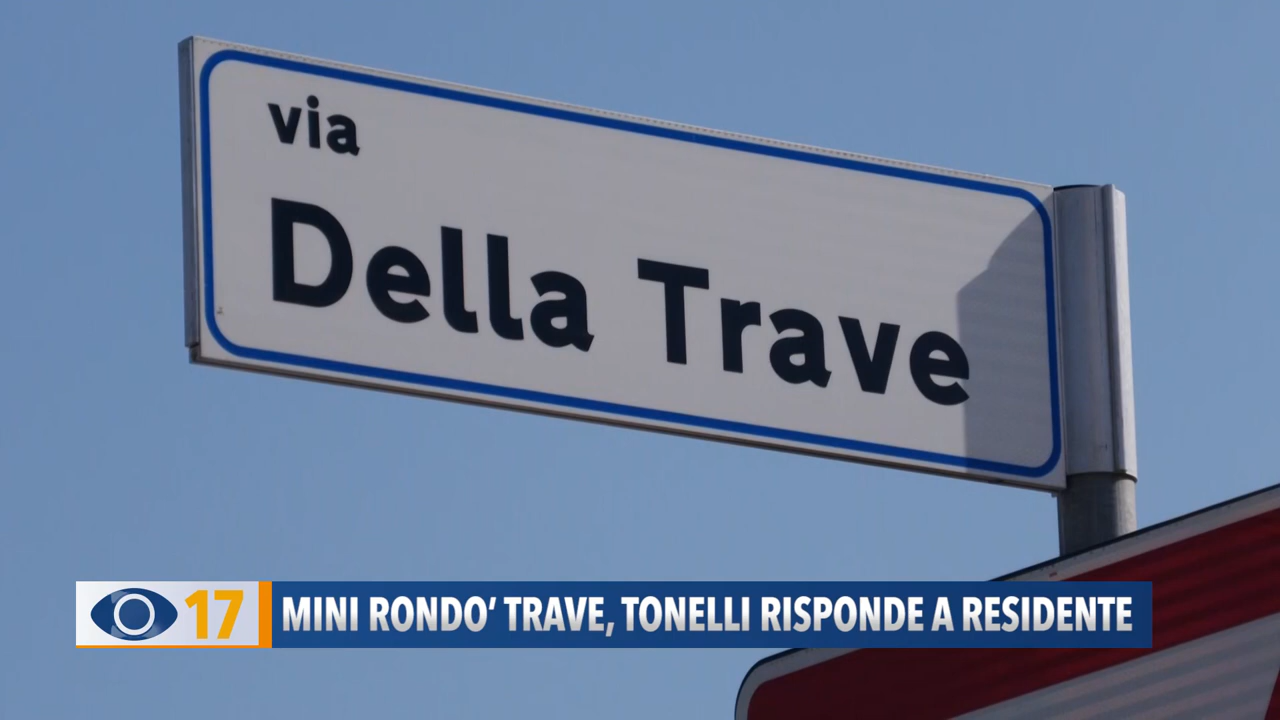 via
Della Trave
17
MINI RONDO’ TRAVE, TONELLI RISPONDE A RESIDENTE